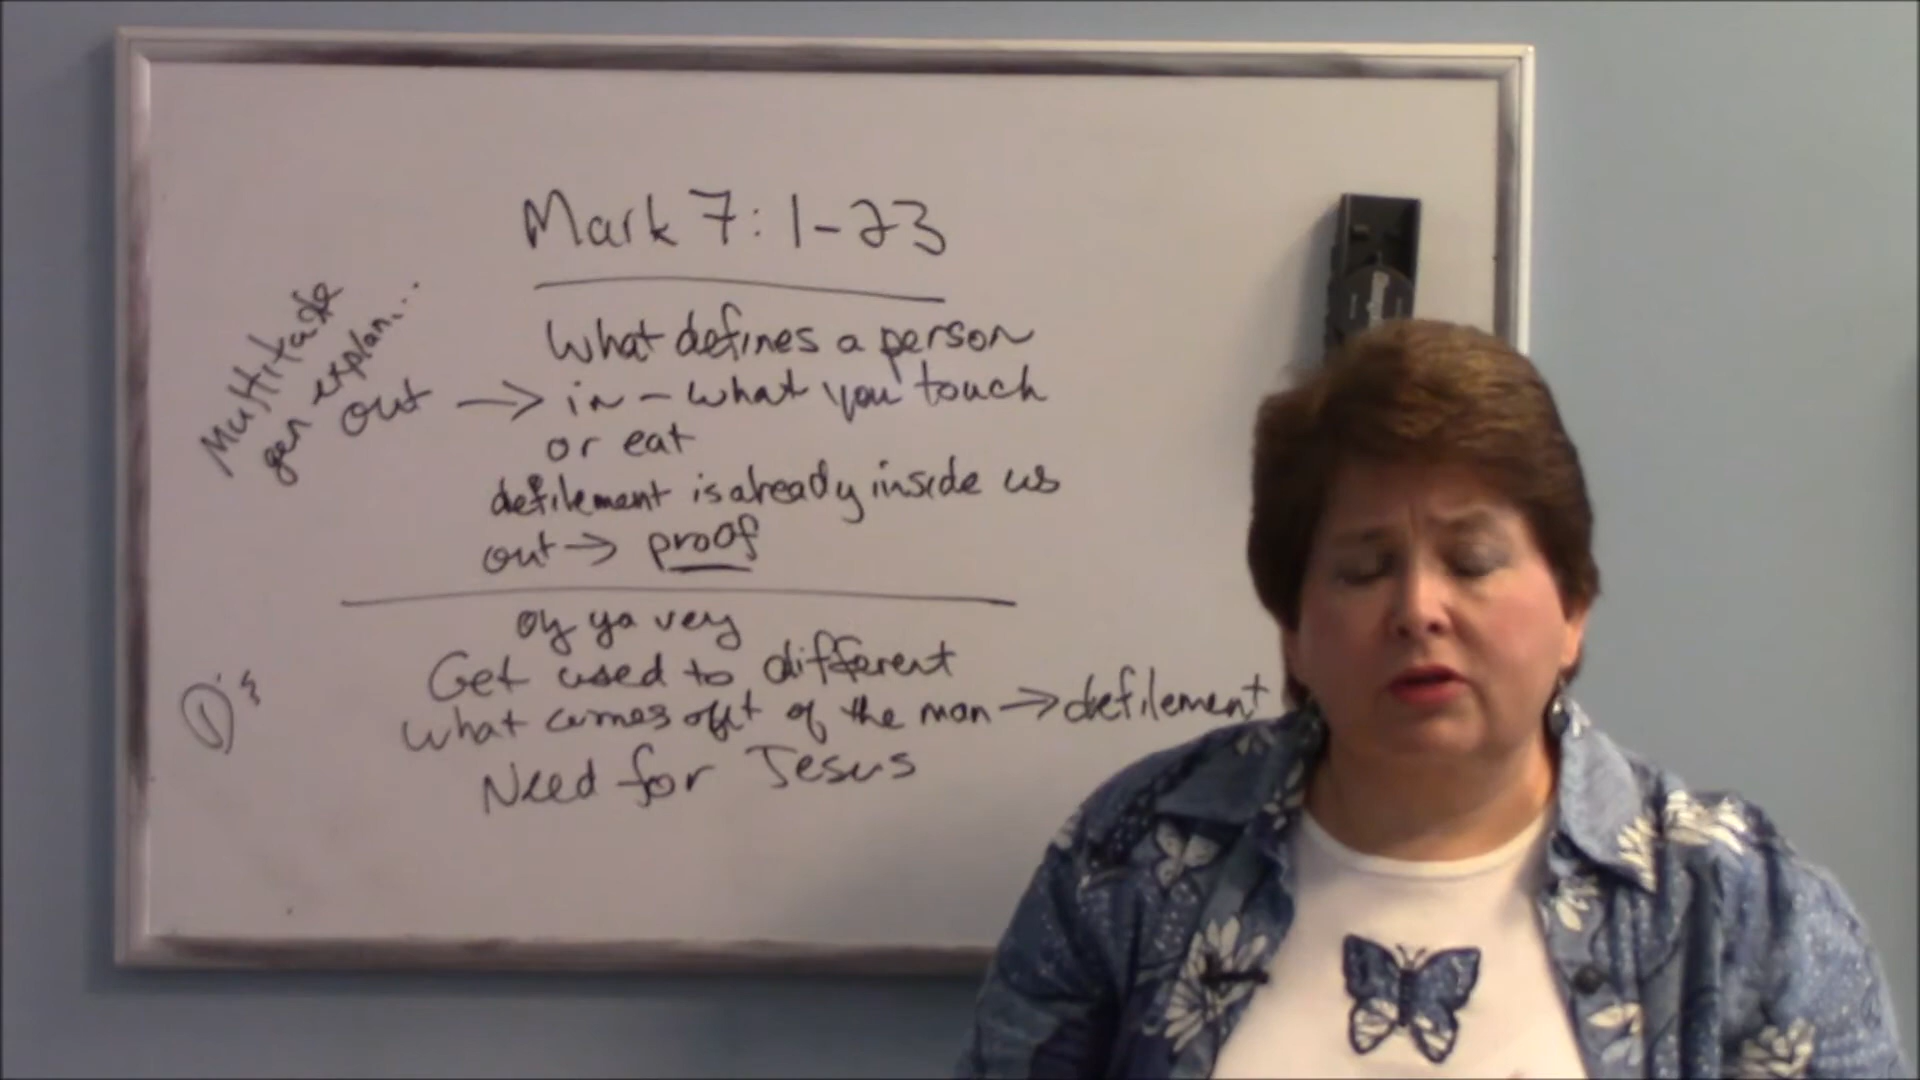 Mark 7:1-23
Multitude
gen explan...
What defines a person
out → in - what you touch
or eat
defilement is already inside us
out → proof
Oy ya vey
Get used to different
D's
what comes out of the man → defilement
Need for Jesus